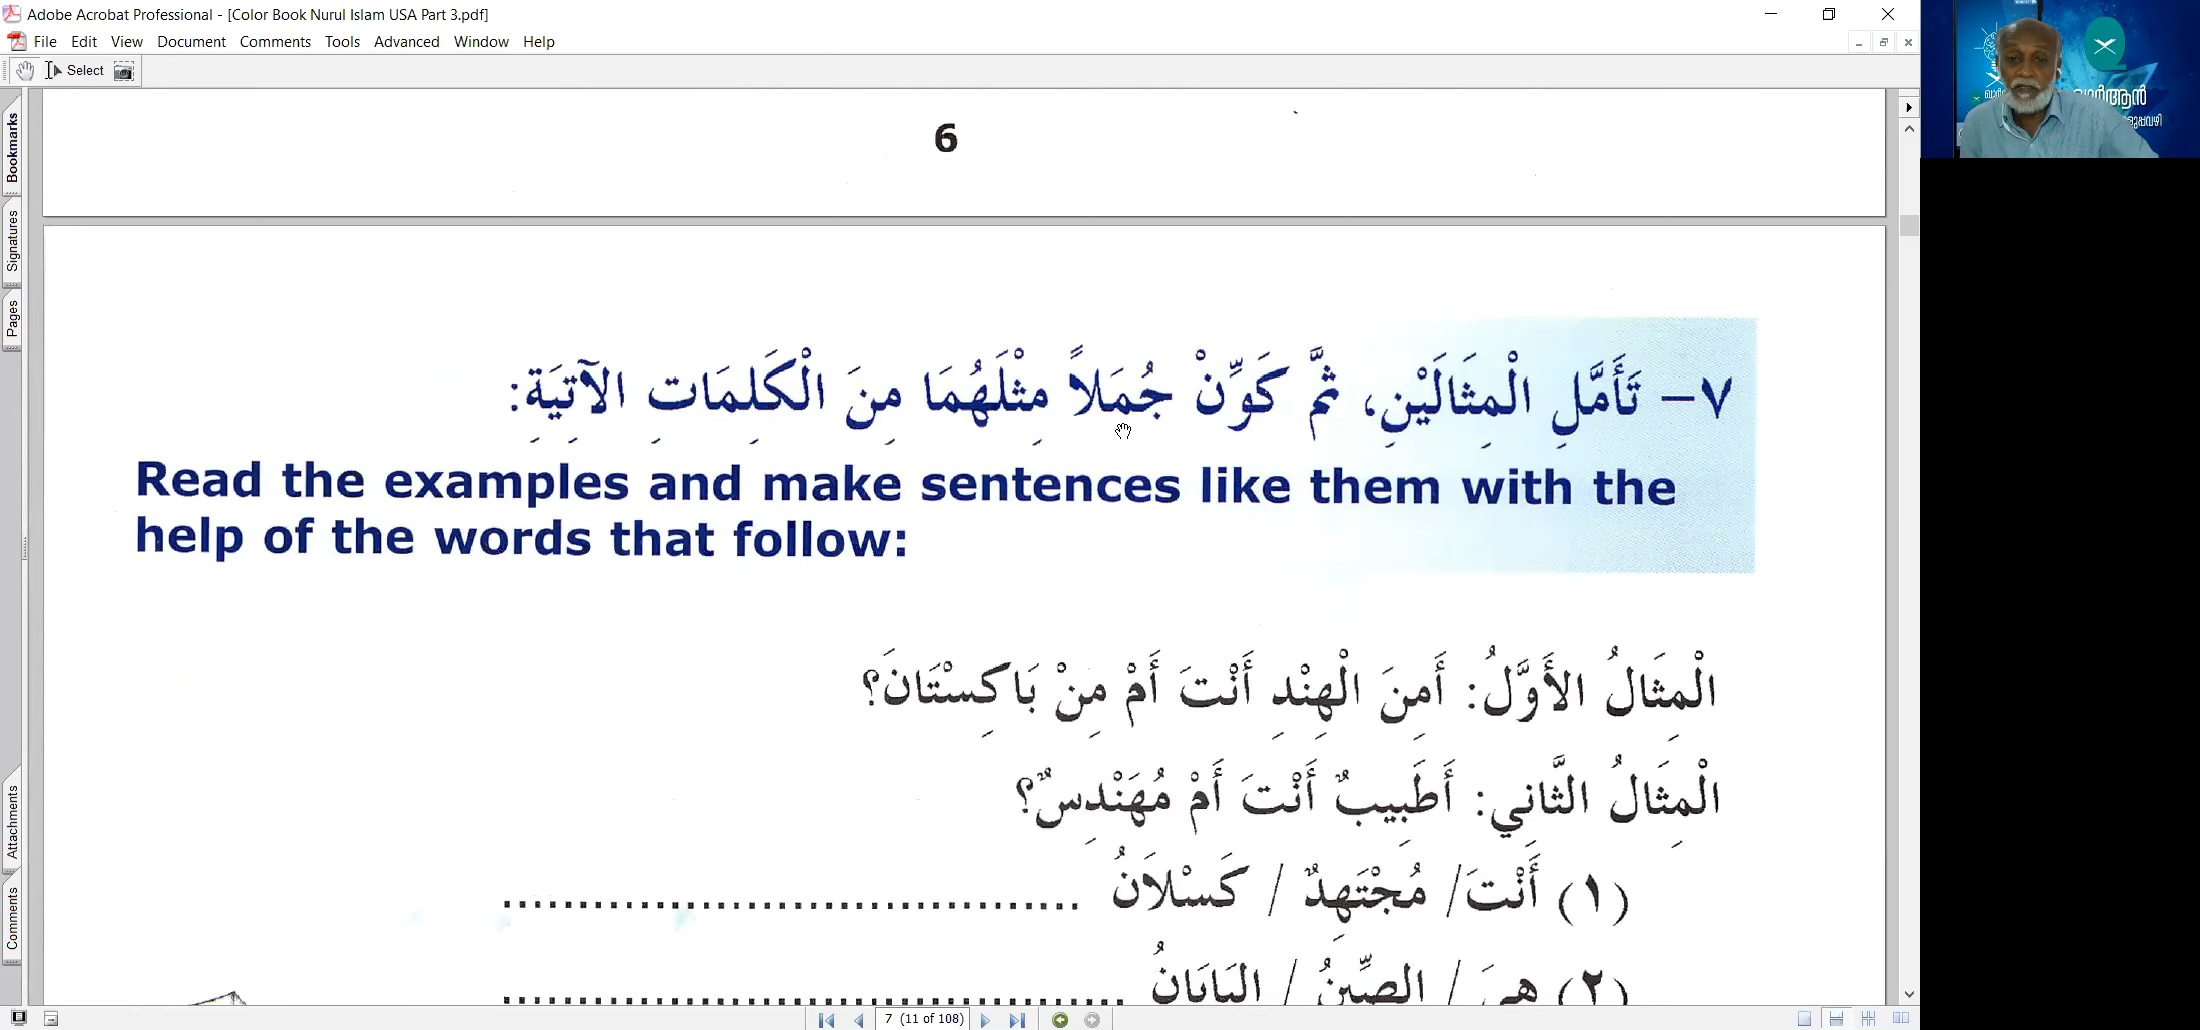 Adobe Acrobat Professional - [Color Book Nurul Islam USA Part 3.pdf]
File Edit View Document Comments Tools Advanced Window Help
Select
Bookmarks
Signatures
Pages
Attachments
Comments
6
٧- تَأَمَّلِ الْمِثَالَيْنِ، ثُمَّ كَوِّنْ جُمَلاً مِثْلَهُمَا مِنَ الْكَلِمَاتِ الآتِيَةِ:
Read the examples and make sentences like them with the
help of the words that follow:
الْمِثَالُ الأَوَّلُ: أَمِنَ الْهِنْدِ أَنْتَ أَمْ مِنْ بَاكِسْتَانَ؟
الْمِثَالُ الثَّانِي: أَطَبِيبٌ أَنْتَ أَمْ مُهَنْدِسٌ؟
(١) أَنْتَ/ مُجْتَهِدٌ / كَسْلاَنُ ......................................
(٢) هِيَ / الصِّينُ / اليَابَانُ .........................................
7 (11 of 108)